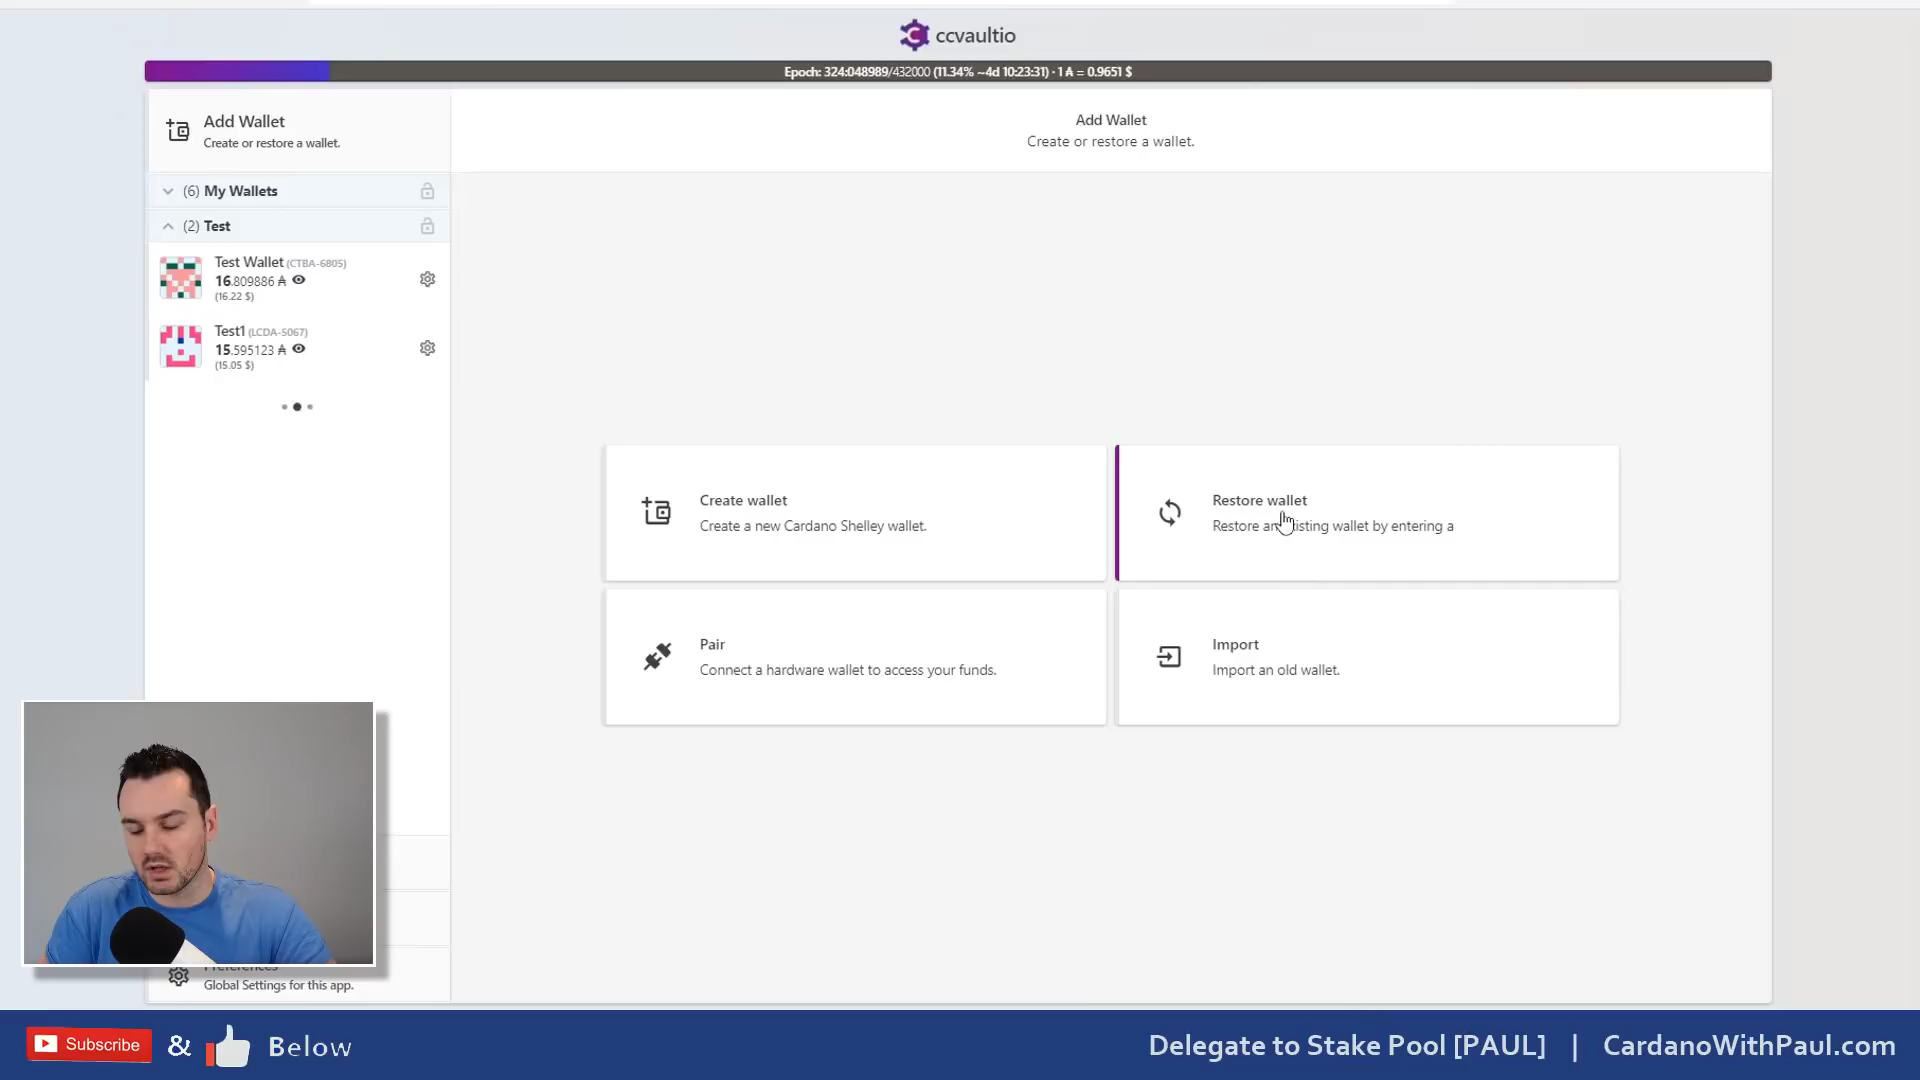 ccvaultio
Epoch: 324:048989/432000 (11.34% ~4d 10:23:31) · 1 ₳ = 0.9651 $
Add Wallet
Create or restore a wallet.
Add Wallet
Create or restore a wallet.
(6) My Wallets
(2) Test
Test Wallet (CTBA-6805)
16.809886 ₳
(16.22 $)
Test1 (LCDA-5067)
15.595123 ₳
(15.05 $)
Create wallet
Create a new Cardano Shelley wallet.
Restore wallet
Restore an wallet by entering a
Pair
Connect a hardware wallet to access your funds.
Import
Import an old wallet.
Preferences
Global Settings for this app.
Subscribe & Below
Delegate to Stake Pool [PAUL] | CardanoWithPaul.com